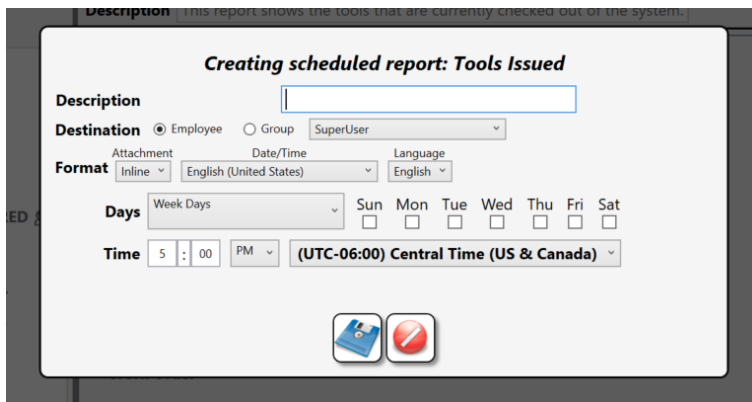 Description This report shows the tools that are currently checked out of the system.
Creating scheduled report: Tools Issued
Description
Destination Employee Group SuperUser
Attachment Date/Time Language
Format Inline English (United States) English
Days Week Days Sun Mon Tue Wed Thu Fri Sat
Time 5 : 00 PM (UTC-06:00) Central Time (US & Canada)